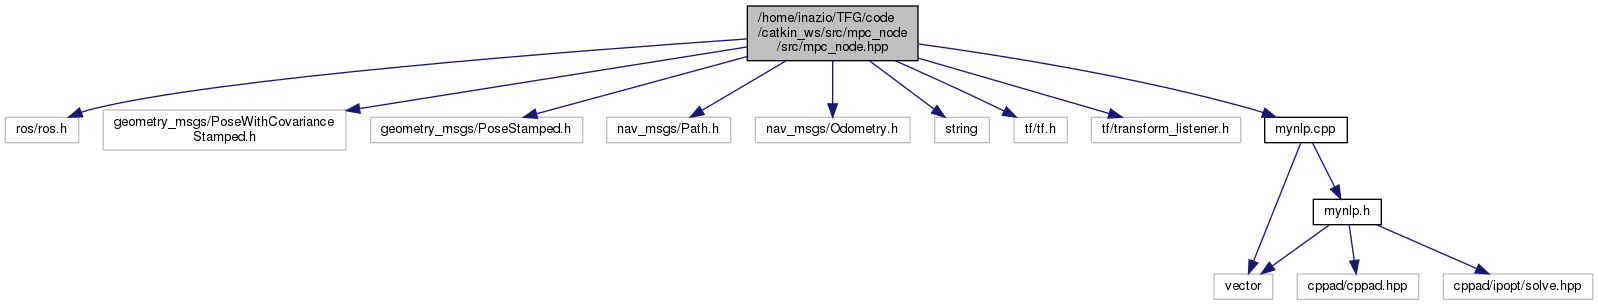 /home/inazio/TFG/code
/catkin_ws/src/mpc_node
/src/mpc_node.hpp
ros/ros.h
geometry_msgs/PoseWithCovariance
Stamped.h
geometry_msgs/PoseStamped.h
nav_msgs/Path.h
nav_msgs/Odometry.h
string
tf/tf.h
tf/transform_listener.h
mynlp.cpp
mynlp.h
vector
cppad/cppad.hpp
cppad/ipopt/solve.hpp